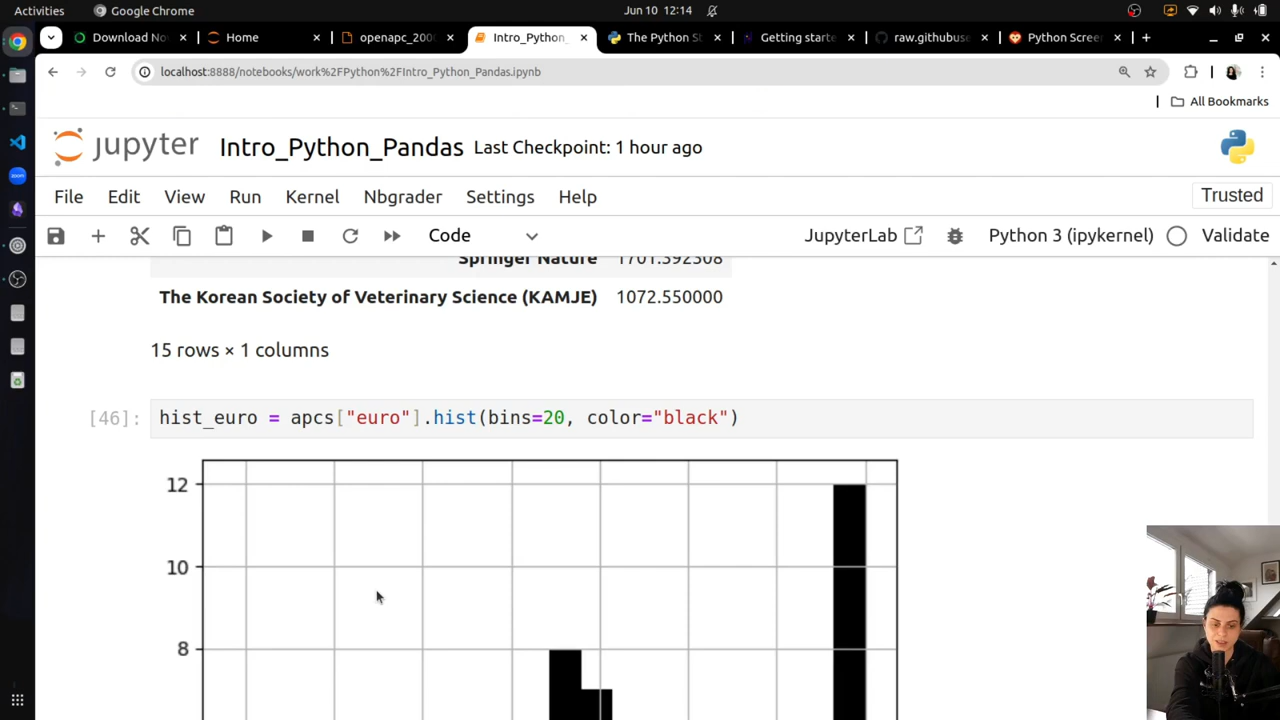 Activities Google Chrome Jun 10 12:14
Download No Home openapc_200 Intro_Python_ The Python St Getting starte raw.githubuse Python Scree
localhost:8888/notebooks/work%2FPython%2FIntro_Python_Pandas.ipynb
All Bookmarks
jupyter Intro_Python_Pandas Last Checkpoint: 1 hour ago
File Edit View Run Kernel Nbgrader Settings Help Trusted
Code JupyterLab Python 3 (ipykernel) Validate
Springer Nature 1701.392308
The Korean Society of Veterinary Science (KAMJE) 1072.550000
15 rows × 1 columns
[46]: hist_euro = apcs["euro"].hist(bins=20, color="black")
12
10
8
zoom